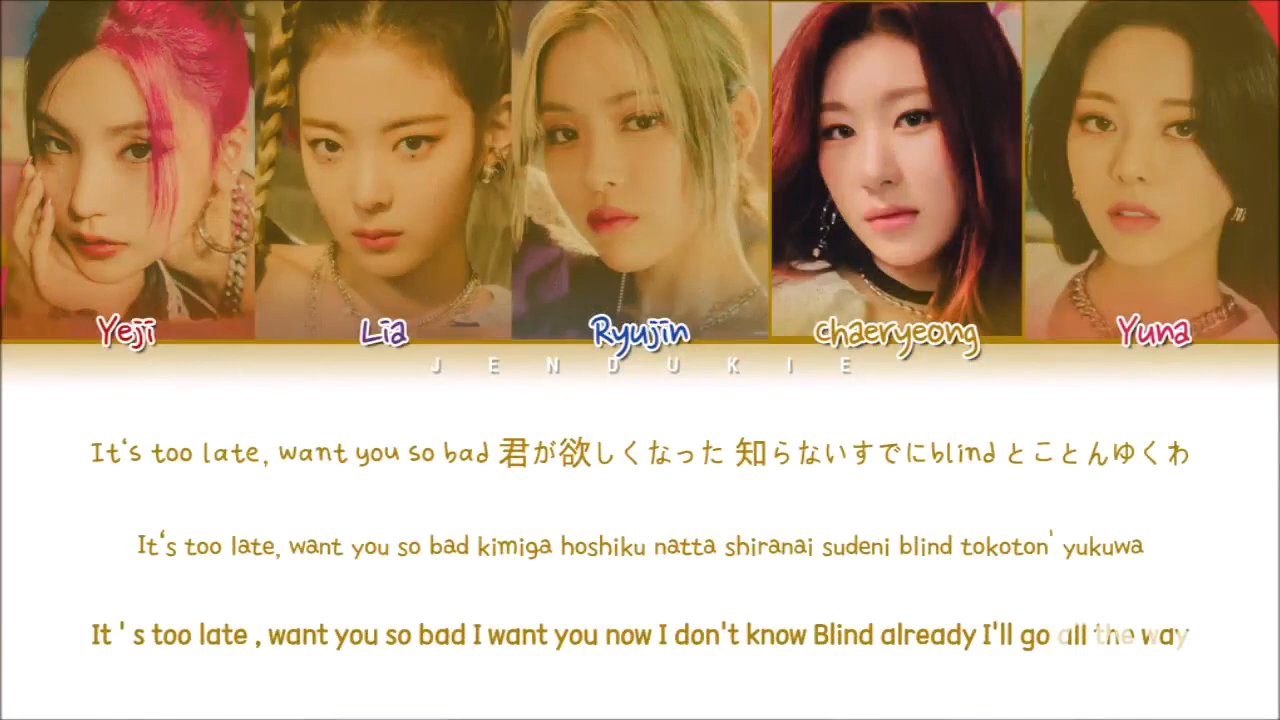 Yeji Lia Ryujin chaeryeong Yuna
J E N D U K I E
It‘s too late, want you so bad 君が欲しくなった 知らないすでにblind とことんゆくわ
It‘s too late, want you so bad kimiga hoshiku natta shiranai sudeni blind tokoton' yukuwa
It ' s too late , want you so bad I want you now I don't know Blind already I'll go all the way